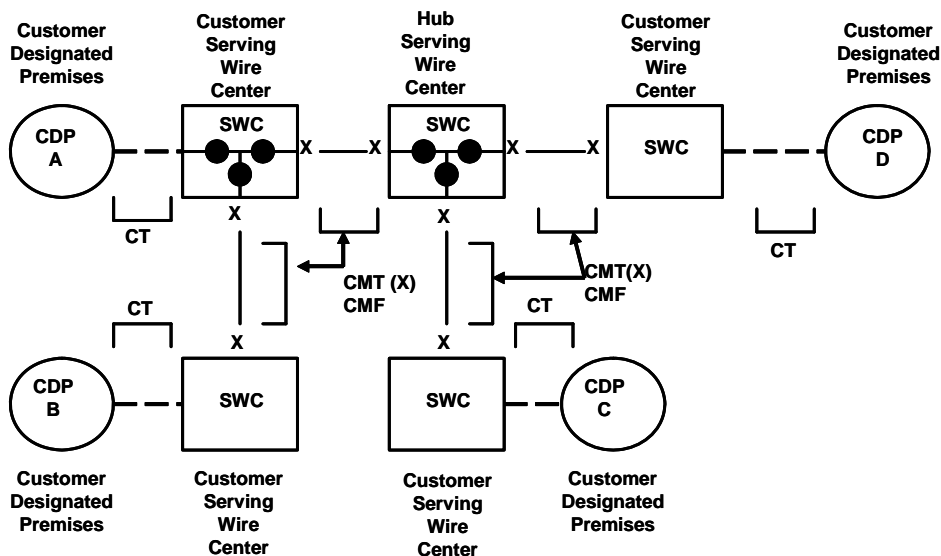 Customer
Designated
Premises
Customer
Serving
Wire
Center
Hub
Serving
Wire
Center
Customer
Serving
Wire
Center
Customer
Designated
Premises
CDP
A
SWC
X
X
SWC
X
X
SWC
CDP
D
CT
X
X
CT
CMT (X)
CMF
CMT(X)
CMF
CT
CT
X
X
CDP
B
SWC
SWC
CDP
C
Customer
Designated
Premises
Customer
Serving
Wire
Center
Customer
Serving
Wire
Center
Customer
Designated
Premises